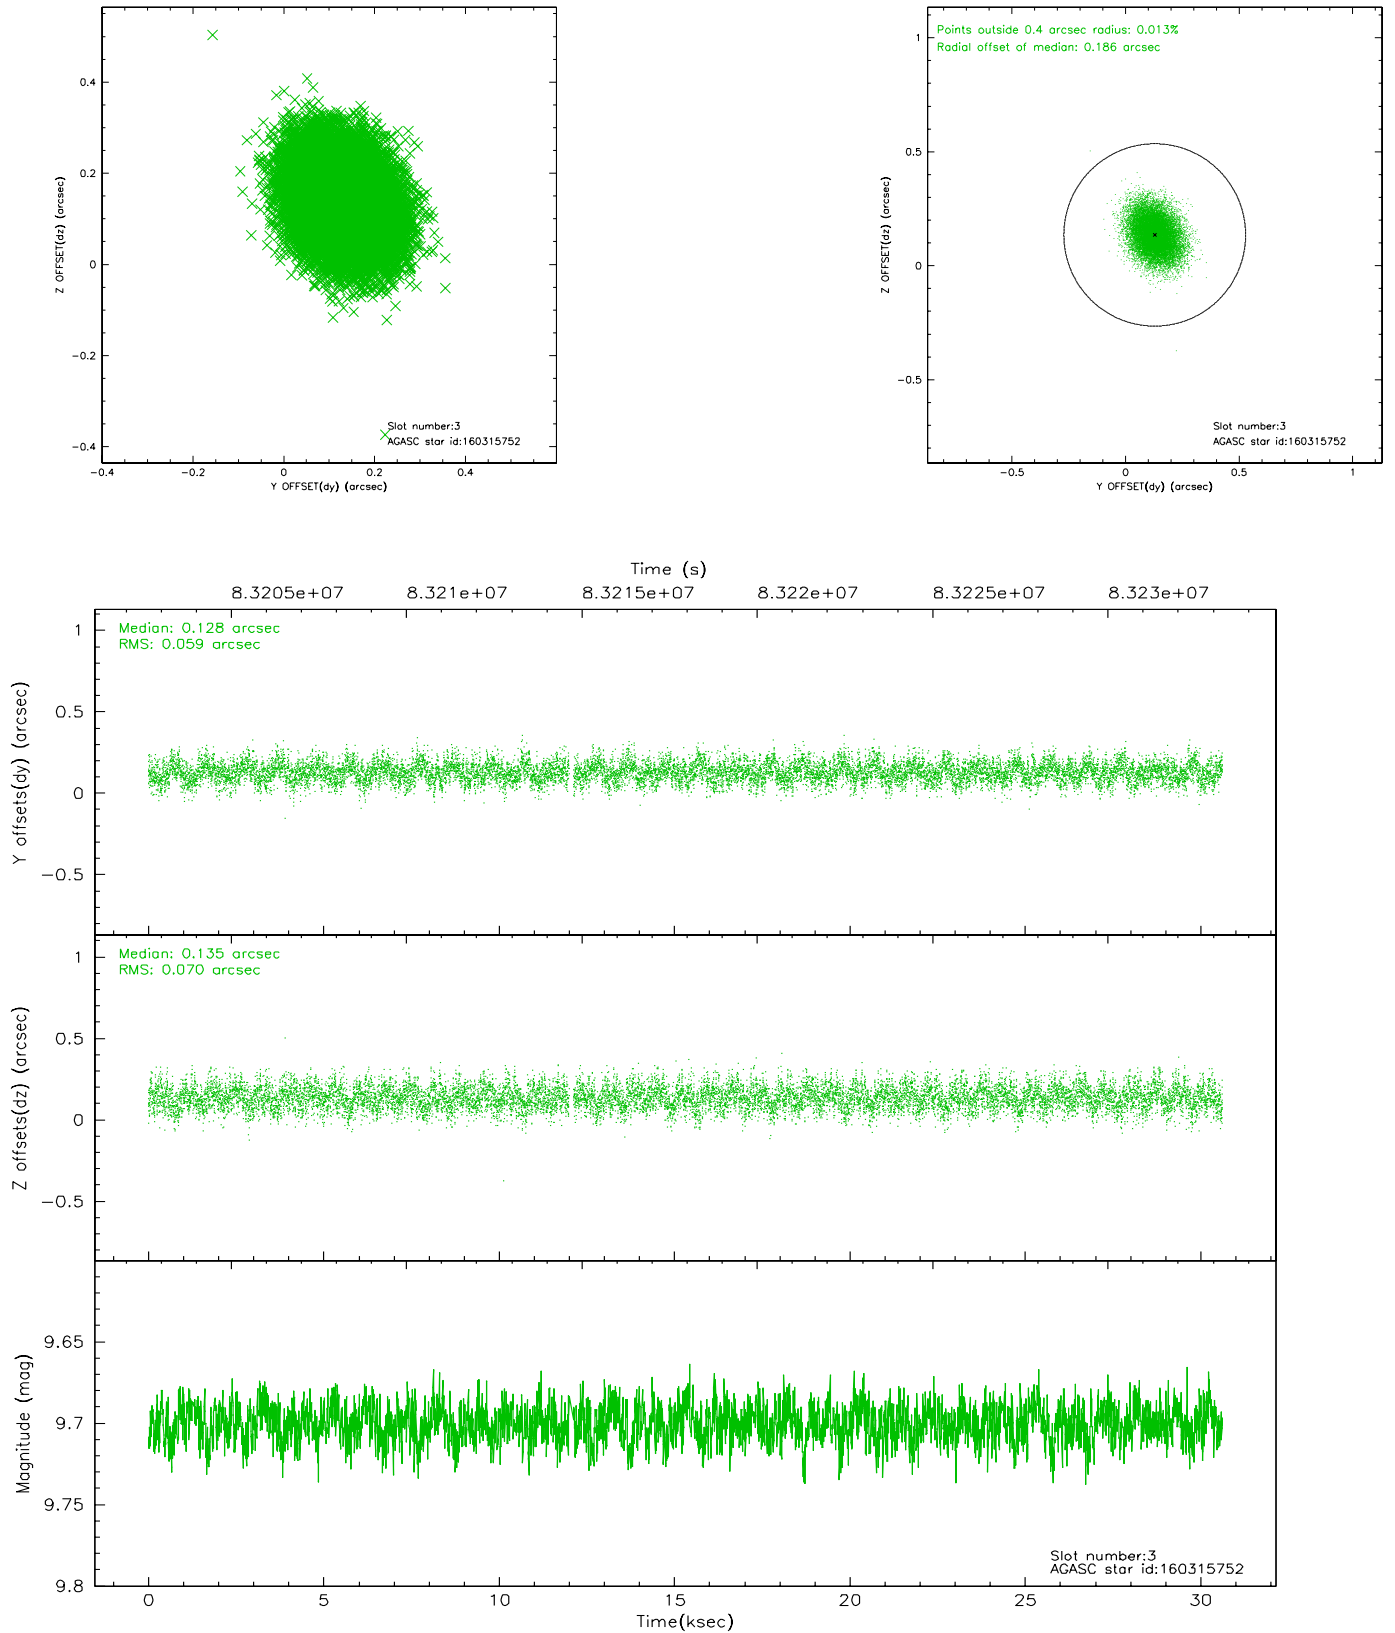 0.4
0.2
0
-0.2
-0.4
Z OFFSET(dz) (arcsec)
Slot number:3
AGASC star id:160315752
-0.4
0
0.2
0.4
Y OFFSET(dy) (arcsec)
Points outside 0.4 arcsec radius: 0.013%
Radial offset of median: 0.186 arcsec
1
0.5
0
-0.5
Z OFFSET(dz) (arcsec)
Slot number:3
AGASC star id:160315752
-0.5
0
0.5
1
Y OFFSET(dy) (arcsec)
Time (s)
8.3205e+07
8.321e+07
8.3215e+07
8.322e+07
8.3225e+07
8.323e+07
Median: 0.128 arcsec
RMS: 0.059 arcsec
1
0.5
0
-0.5
Y offsets(dy) (arcsec)
Median: 0.135 arcsec
RMS: 0.070 arcsec
1
0.5
0
-0.5
Z offsets(dz) (arcsec)
9.65
9.7
9.75
9.8
Magnitude (mag)
Slot number:3
AGASC star id:160315752
0
5
10
15
20
25
30
Time(ksec)